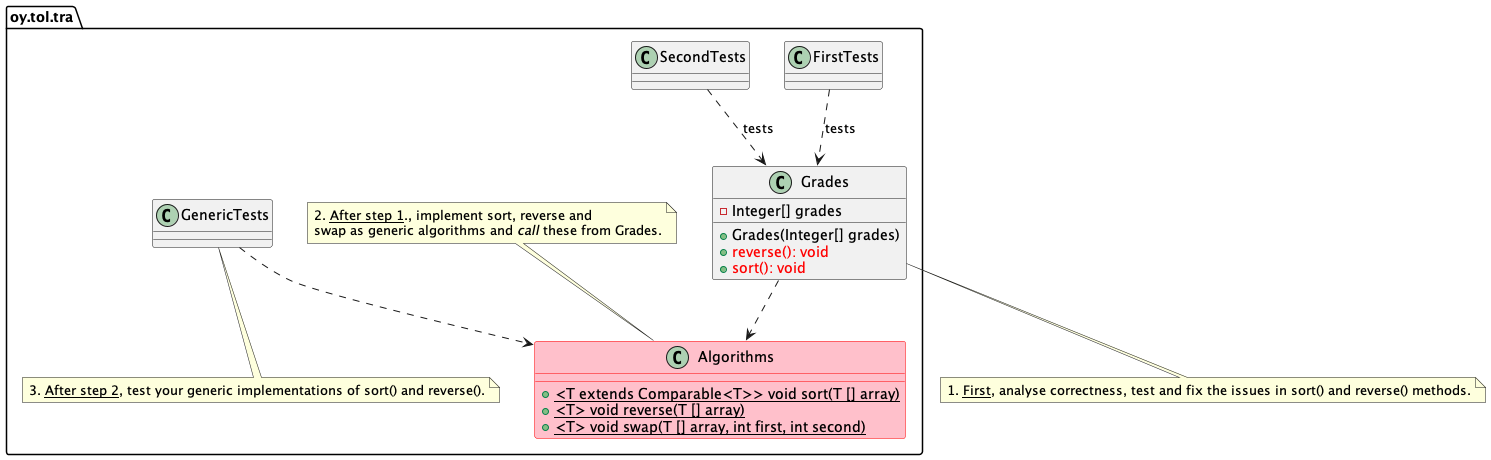 oy.tol.tra
C SecondTests
C FirstTests
tests
tests
C Grades
Integer[] grades
Grades(Integer[] grades)
reverse(): void
sort(): void
C GenericTests
2. After step 1., implement sort, reverse and
swap as generic algorithms and call these from Grades.
C Algorithms
<T extends Comparable<T>> void sort(T [] array)
<T> void reverse(T [] array)
<T> void swap(T [] array, int first, int second)
3. After step 2, test your generic implementations of sort() and reverse().
1. First, analyse correctness, test and fix the issues in sort() and reverse() methods.